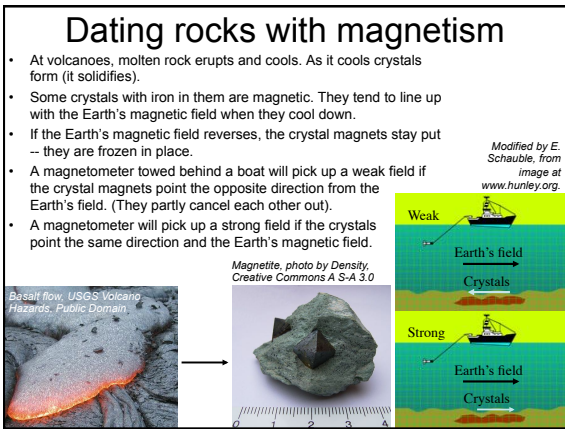 Dating rocks with magnetism
• At volcanoes, molten rock erupts and cools. As it cools crystals
form (it solidifies).
• Some crystals with iron in them are magnetic. They tend to line up
with the Earth's magnetic field when they cool down.
• If the Earth's magnetic field reverses, the crystal magnets stay put
-- they are frozen in place.
• A magnetometer towed behind a boat will pick up a weak field if
the crystal magnets point the opposite direction from the
Earth's field. (They partly cancel each other out).
• A magnetometer will pick up a strong field if the crystals
point the same direction and the Earth's magnetic field.
Modified by E.
Schauble, from
image at
www.hunley.org.
Weak
Earth's field
Crystals
Strong
Earth's field
Crystals
Magnetite, photo by Density,
Creative Commons A S-A 3.0
Basalt flow, USGS Volcano
Hazards, Public Domain
0 1 2 3 4